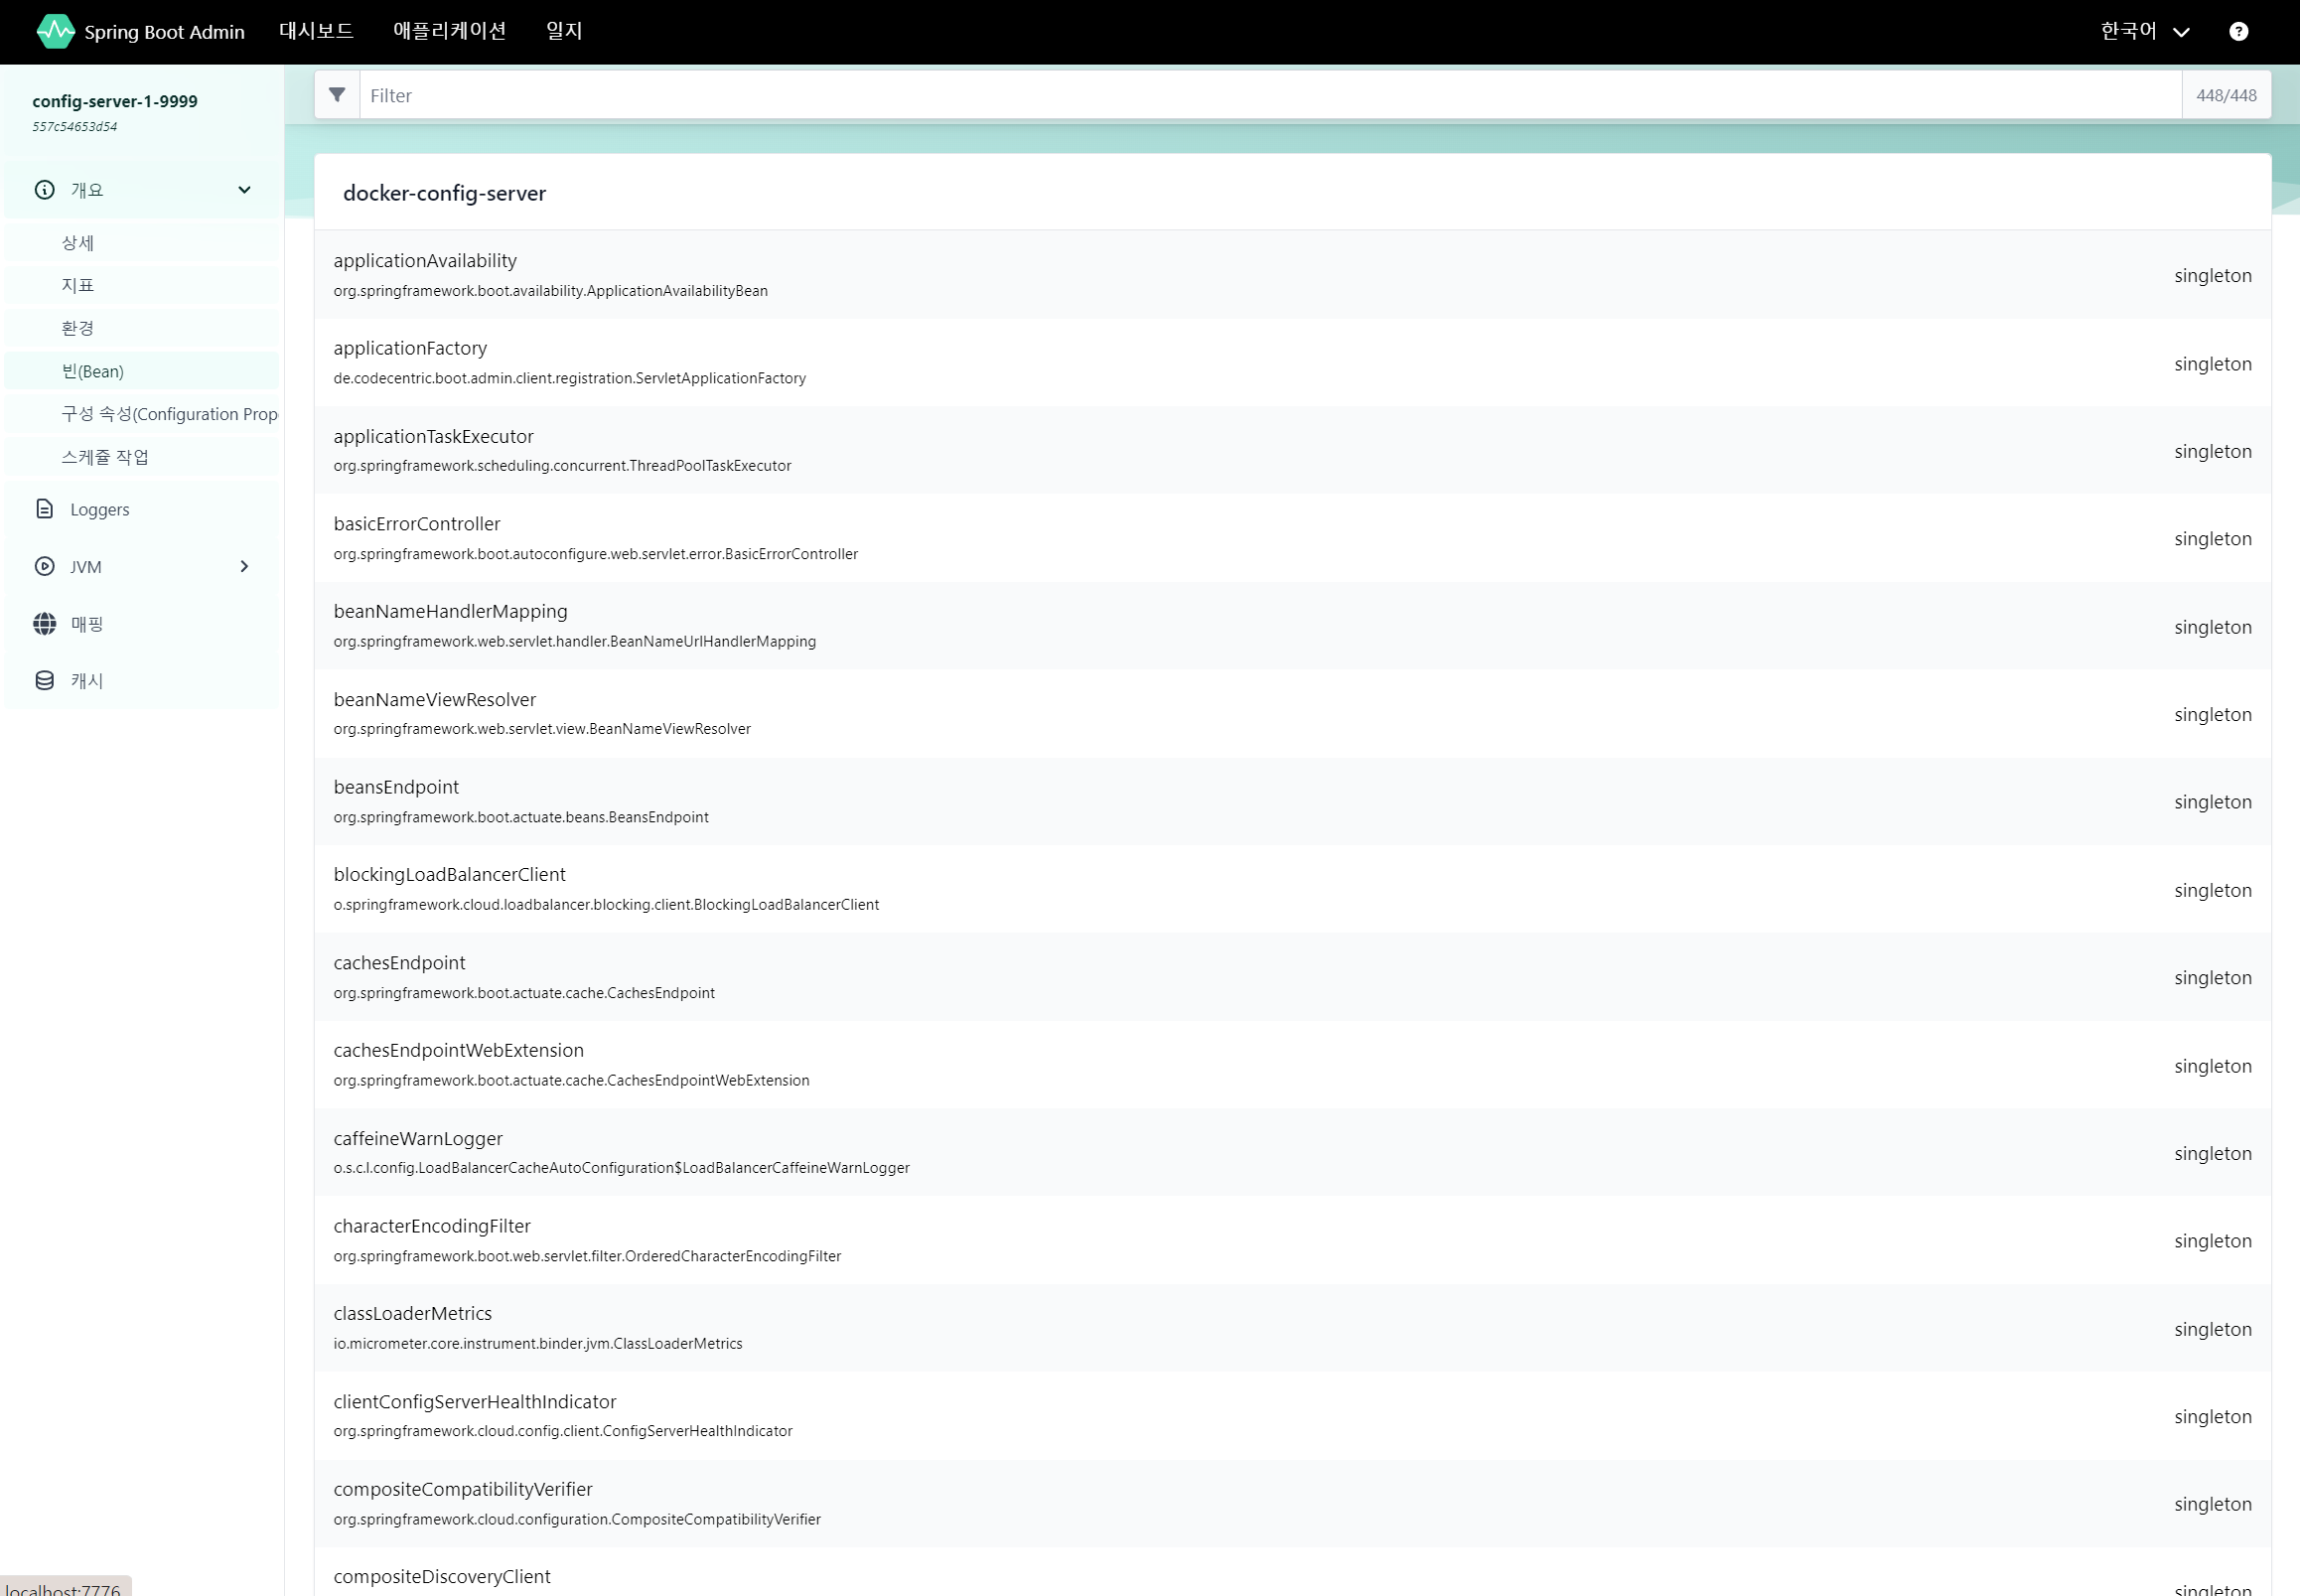 Spring Boot Admin 대시보드 애플리케이션 일지 한국어
config-server-1-9999
557c54653d54
개요
상세
지표
환경
빈(Bean)
구성 속성(Configuration Prop
스케쥴 작업
Loggers
JVM
매핑
캐시
Filter 448/448
docker-config-server
applicationAvailability
org.springframework.boot.availability.ApplicationAvailabilityBean
singleton
applicationFactory
de.codecentric.boot.admin.client.registration.ServletApplicationFactory
singleton
applicationTaskExecutor
org.springframework.scheduling.concurrent.ThreadPoolTaskExecutor
singleton
basicErrorController
org.springframework.boot.autoconfigure.web.servlet.error.BasicErrorController
singleton
beanNameHandlerMapping
org.springframework.web.servlet.handler.BeanNameUrlHandlerMapping
singleton
beanNameViewResolver
org.springframework.web.servlet.view.BeanNameViewResolver
singleton
beansEndpoint
org.springframework.boot.actuate.beans.BeansEndpoint
singleton
blockingLoadBalancerClient
o.springframework.cloud.loadbalancer.blocking.client.BlockingLoadBalancerClient
singleton
cachesEndpoint
org.springframework.boot.actuate.cache.CachesEndpoint
singleton
cachesEndpointWebExtension
org.springframework.boot.actuate.cache.CachesEndpointWebExtension
singleton
caffeineWarnLogger
o.s.c.l.config.LoadBalancerCacheAutoConfiguration$LoadBalancerCaffeineWarnLogger
singleton
characterEncodingFilter
org.springframework.boot.web.servlet.filter.OrderedCharacterEncodingFilter
singleton
classLoaderMetrics
io.micrometer.core.instrument.binder.jvm.ClassLoaderMetrics
singleton
clientConfigServerHealthIndicator
org.springframework.cloud.config.client.ConfigServerHealthIndicator
singleton
compositeCompatibilityVerifier
org.springframework.cloud.configuration.CompositeCompatibilityVerifier
singleton
compositeDiscoveryClient
singleton
localhost:7776